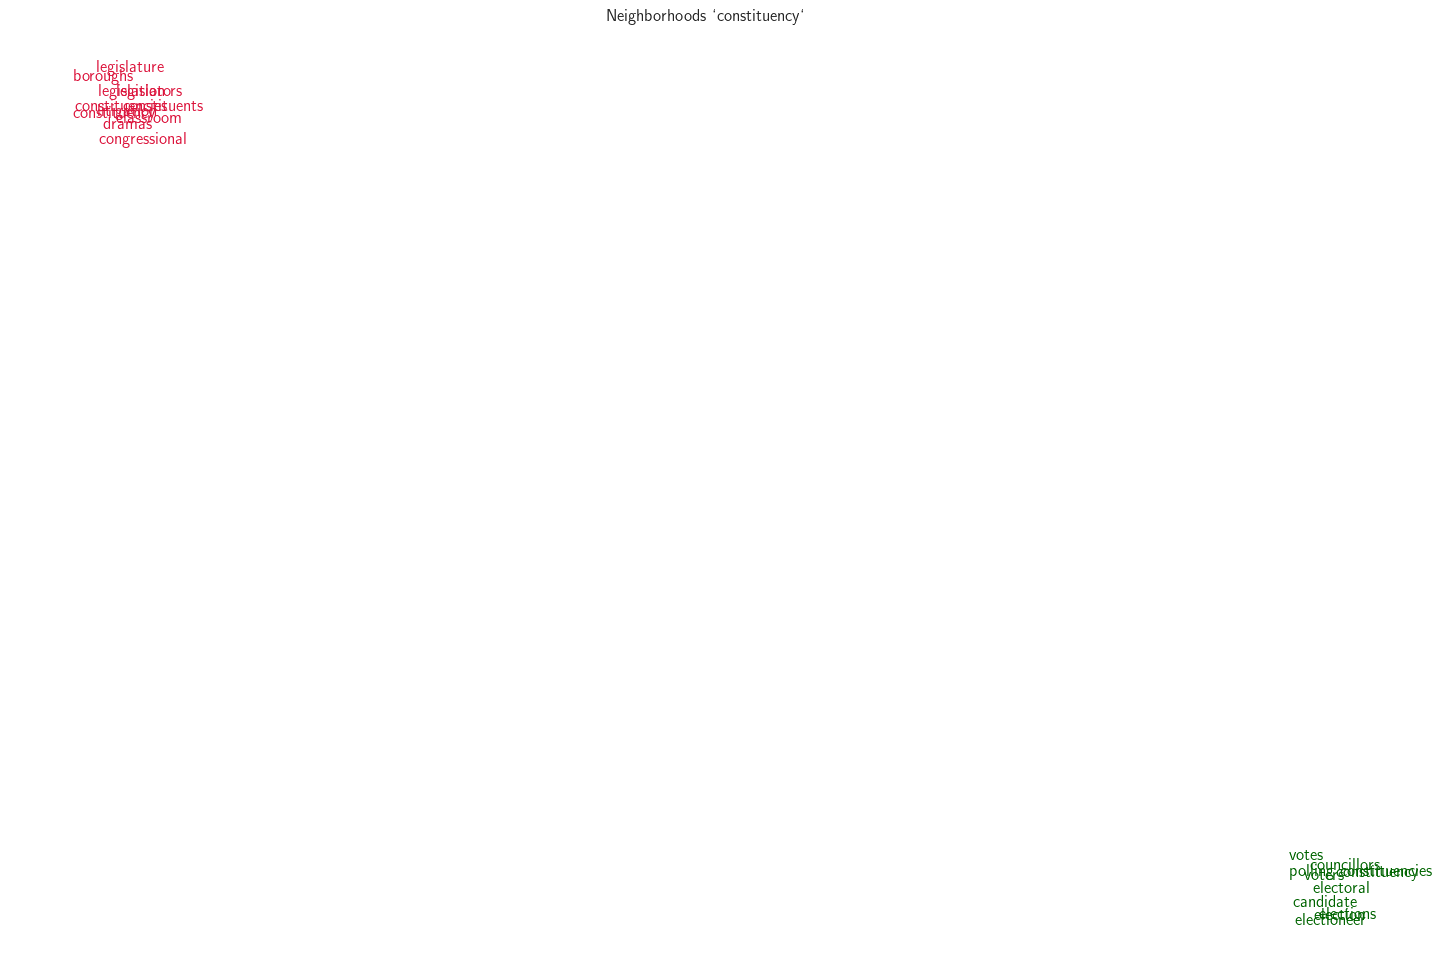 Neighborhoods ‘constituency‘
legislature
boroughs
legislation
legislators
constituencies
constituents
constituency
classroom
dramas
congressional
votes
councillors
polling
constituencies
constituency
voters
electoral
candidate
elections
election
electioneer